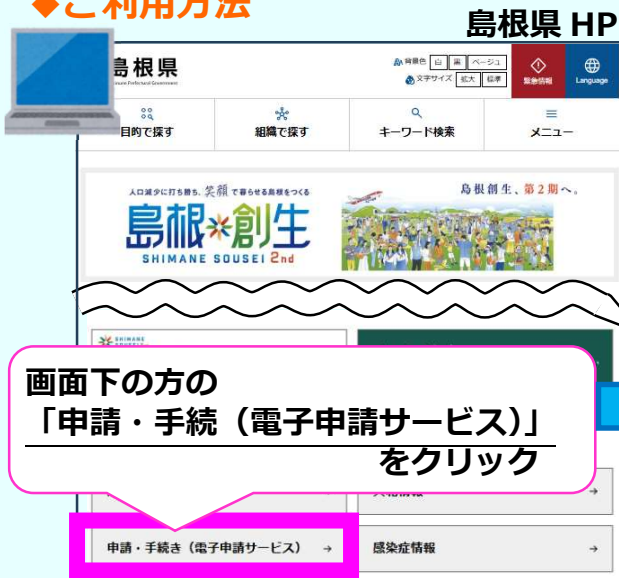 ◆ご利用方法
島根県 HP
島根県
背景色 白 黒 ベージュ
文字サイズ 拡大 標準
緊急情報
Language
目的で探す
組織で探す
キーワード検索
メニュー
人口減少に打ち勝ち、笑顔で暮らせる島根をつくる
島根創生
SHIMANE SOUSEI 2nd
島根創生、第2期へ。
SHIMANE
画面下の方の
「申請・手続（電子申請サービス）」
をクリック
→
申請・手続き（電子申請サービス） →
感染症情報 →